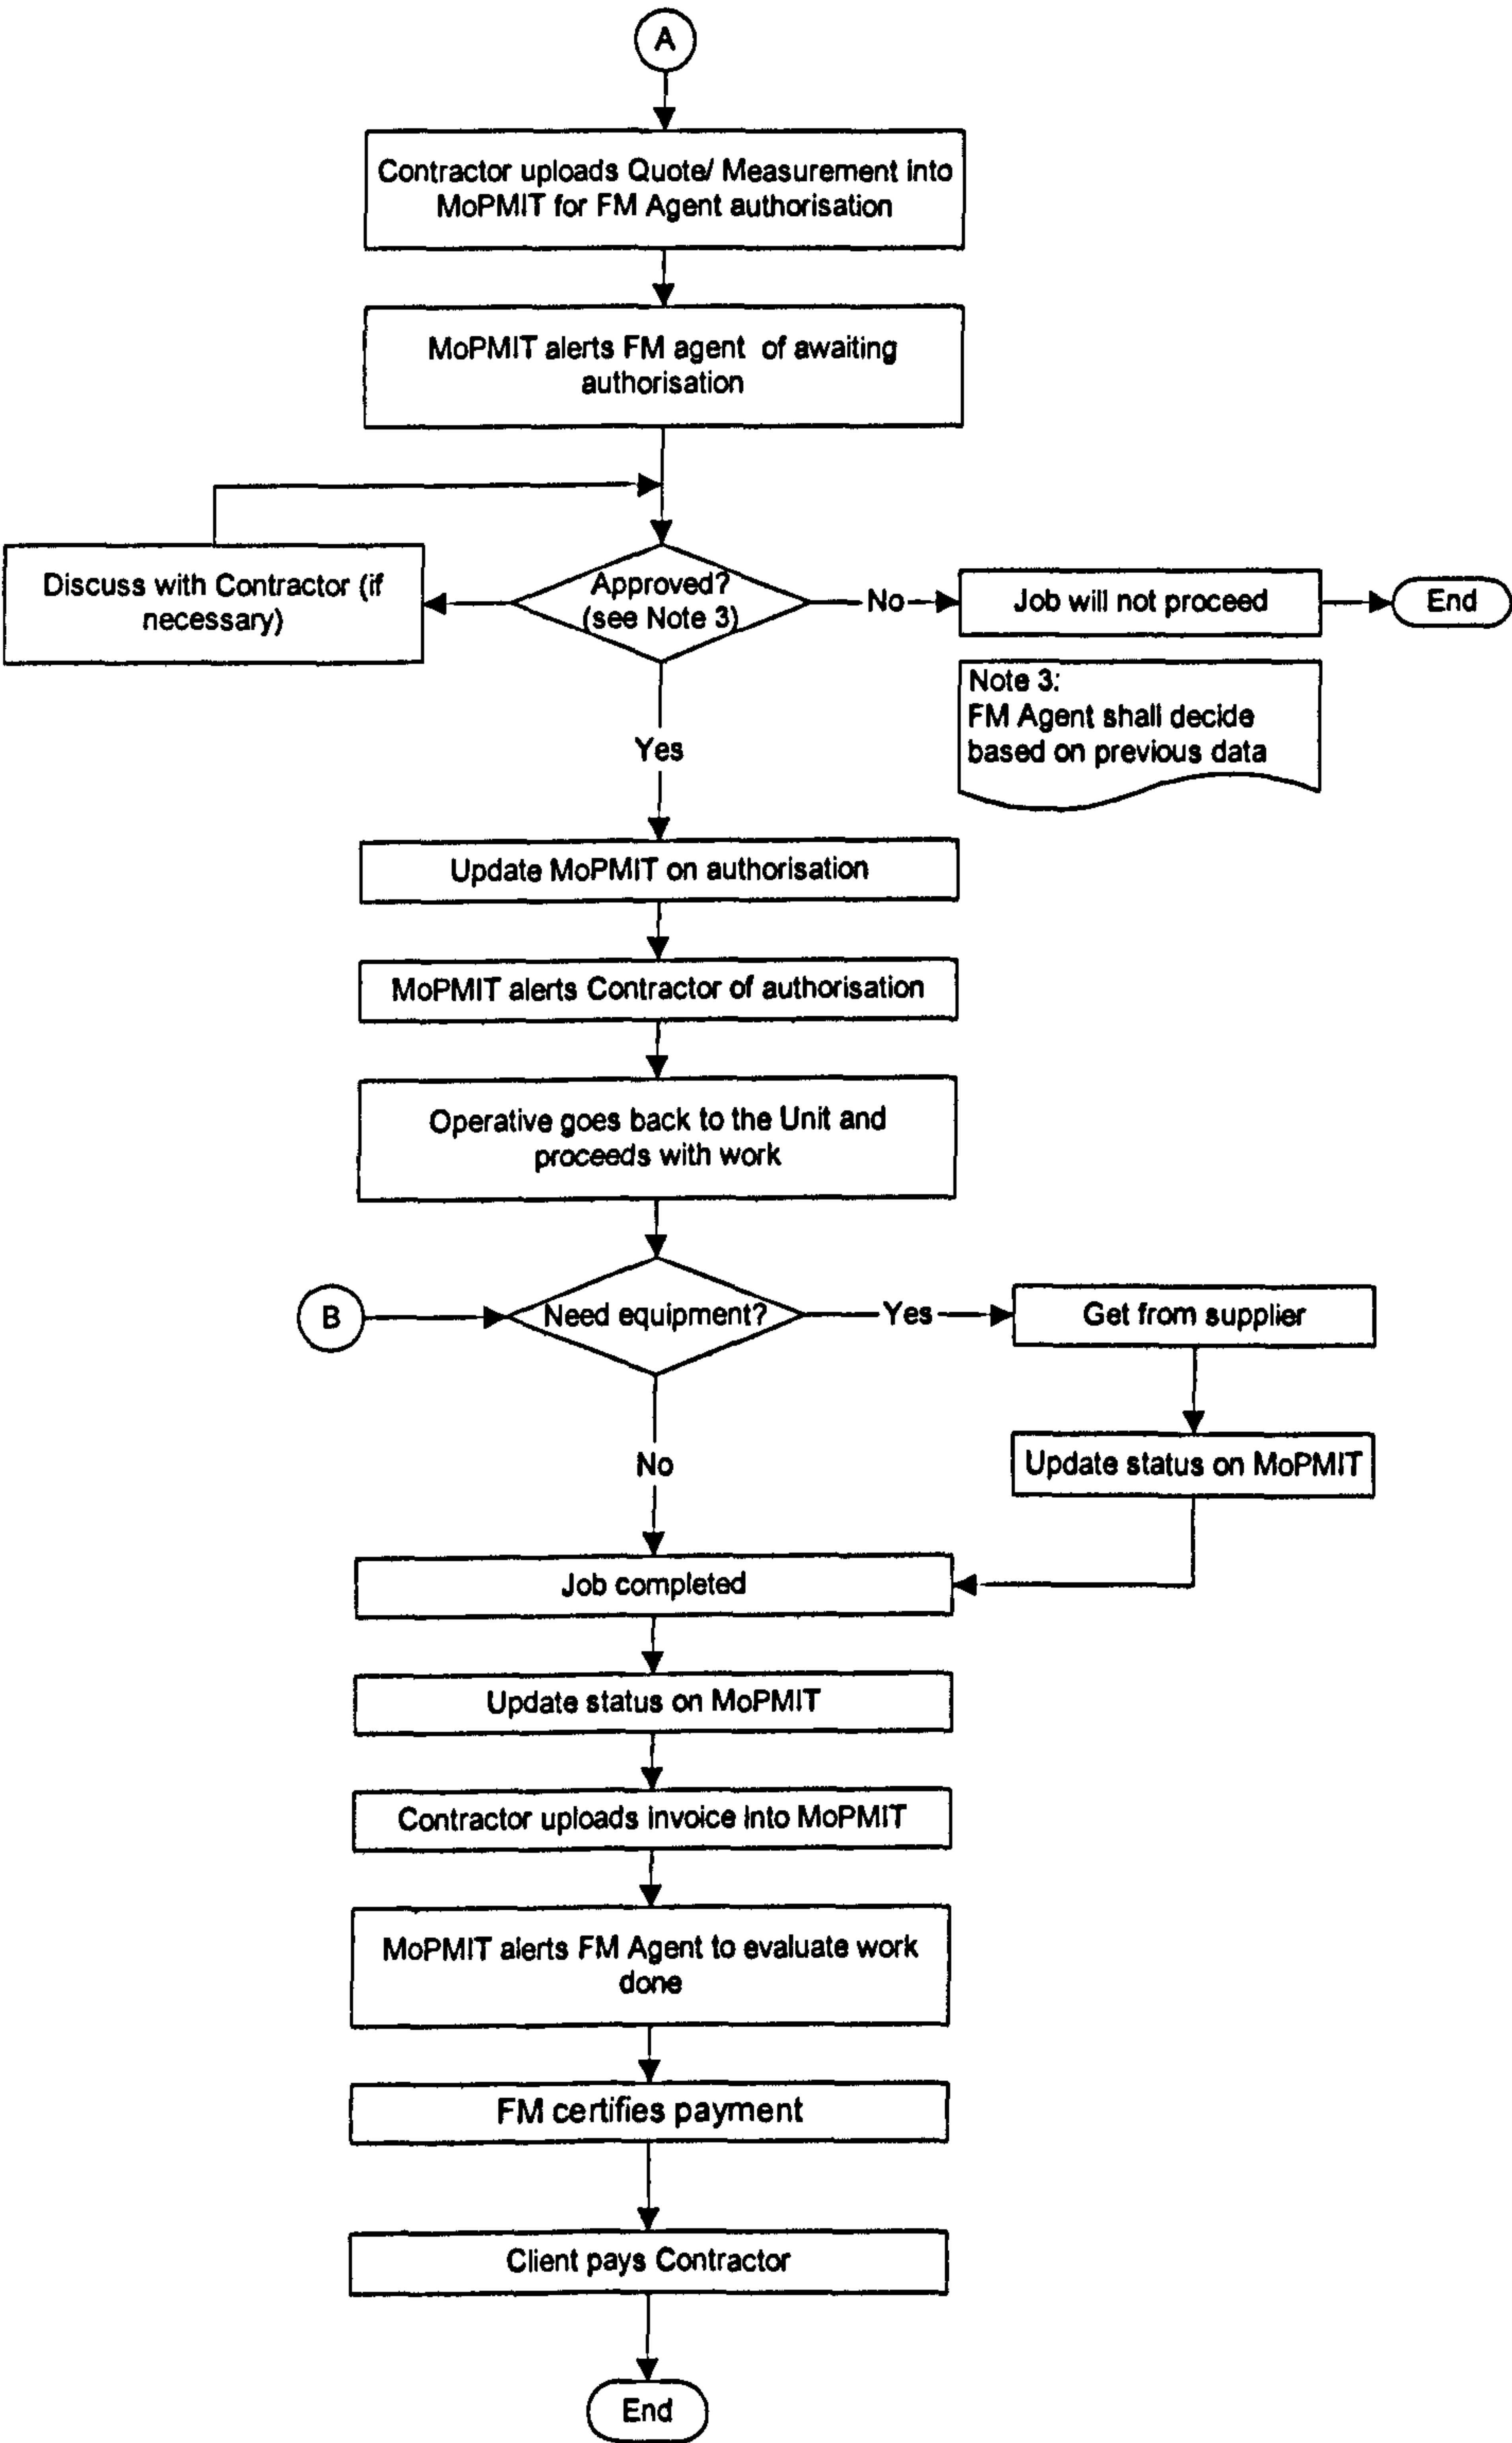 A
Contractor uploads Quote/ Measurement into
MoPMIT for FM Agent authorisation
MoPMIT alerts FM agent of awaiting
authorisation
Discuss with Contractor (if
necessary)
Approved?
(see Note 3)
No
Job will not proceed
End
Note 3:
FM Agent shall decide
based on previous data
Yes
Update MoPMIT on authorisation
MoPMIT alerts Contractor of authorisation
Operative goes back to the Unit and
proceeds with work
B
Need equipment?
Yes
Get from supplier
Update status on MoPMIT
No
Job completed
Update status on MoPMIT
Contractor uploads invoice into MoPMIT
MoPMIT alerts FM Agent to evaluate work
done
FM certifies payment
Client pays Contractor
End